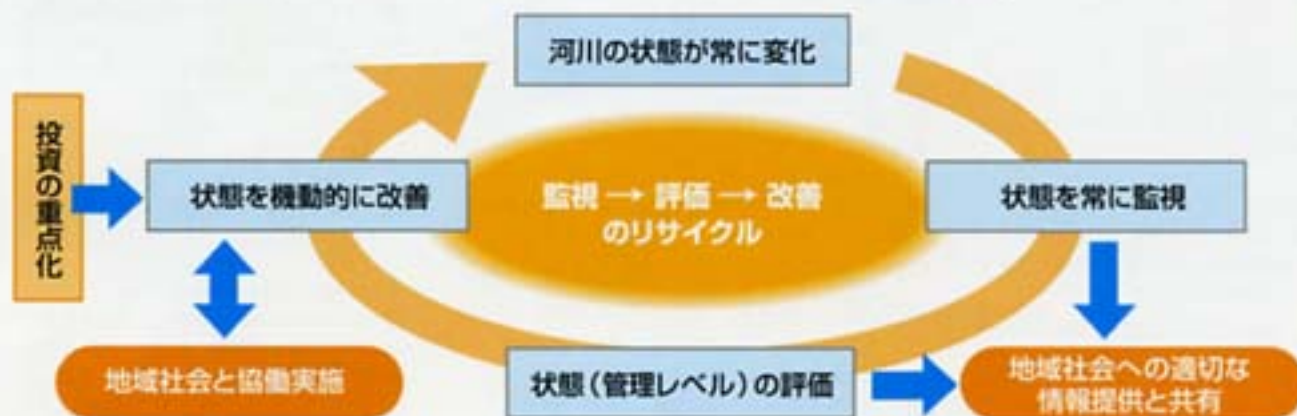 河川の状態が常に変化
投資の重点化
状態を機動的に改善
監視 → 評価 → 改善
のリサイクル
状態を常に監視
地域社会と協働実施
状態(管理レベル)の評価
地域社会への適切な
情報提供と共有